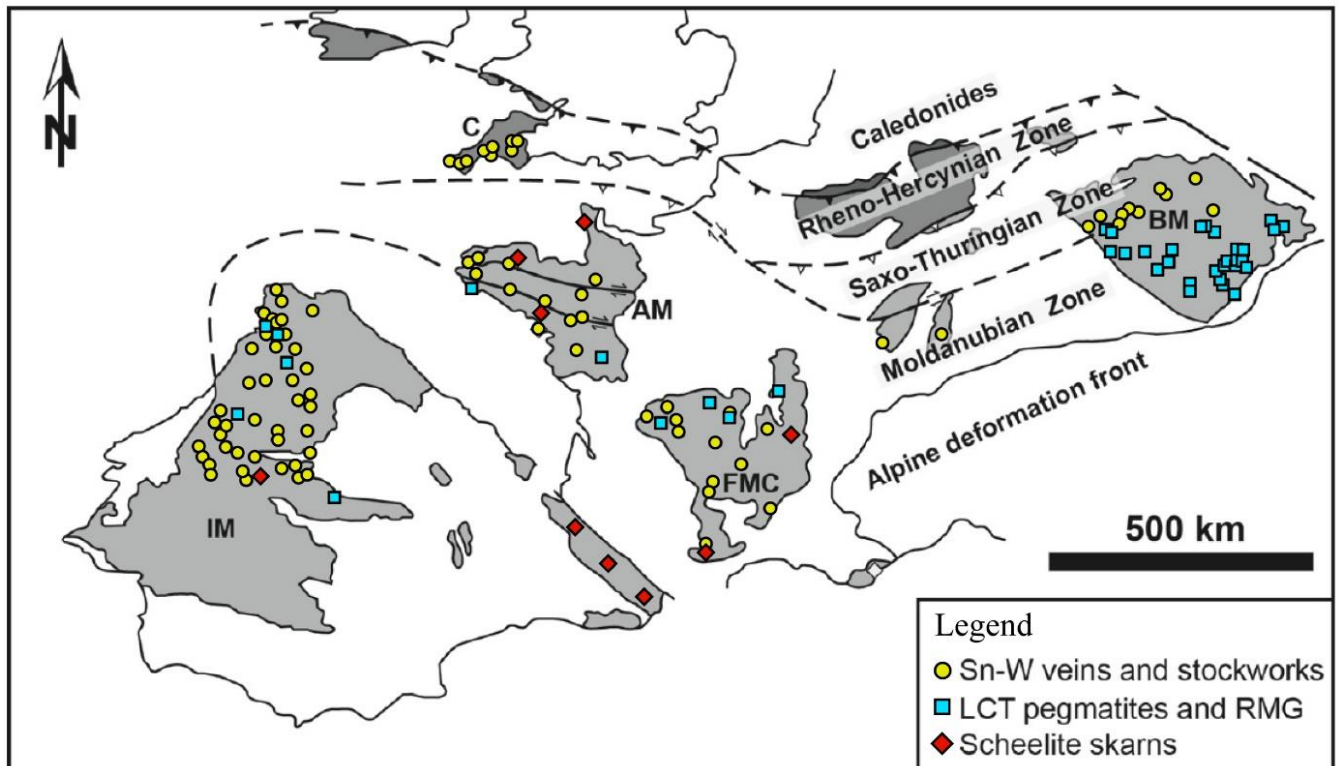 N
C
Caledonides
Rheno-Hercynian Zone
BM
Saxo-Thuringian Zone
AM
Moldanubian Zone
Alpine deformation front
FMC
IM
500 km
Legend
Sn-W veins and stockworks
LCT pegmatites and RMG
Scheelite skarns